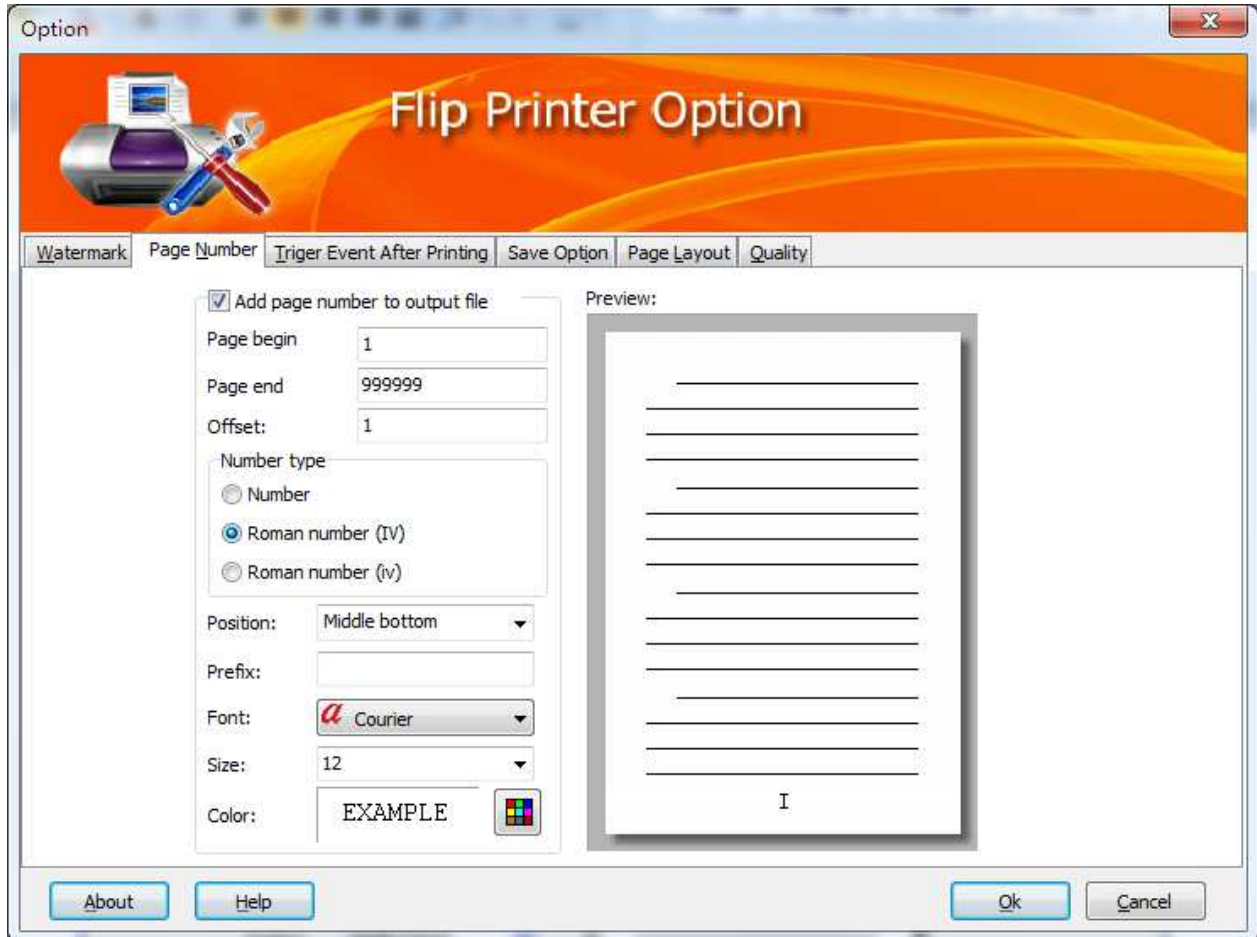 Option
Flip Printer Option
Watermark Page Number Triger Event After Printing Save Option Page Layout Quality
Add page number to output file
Page begin 1
Page end 999999
Offset: 1
Number type
Number
Roman number (IV)
Roman number (iv)
Position: Middle bottom
Prefix:
Font: a Courier
Size: 12
Color: EXAMPLE
Preview:
I
About Help Ok Cancel